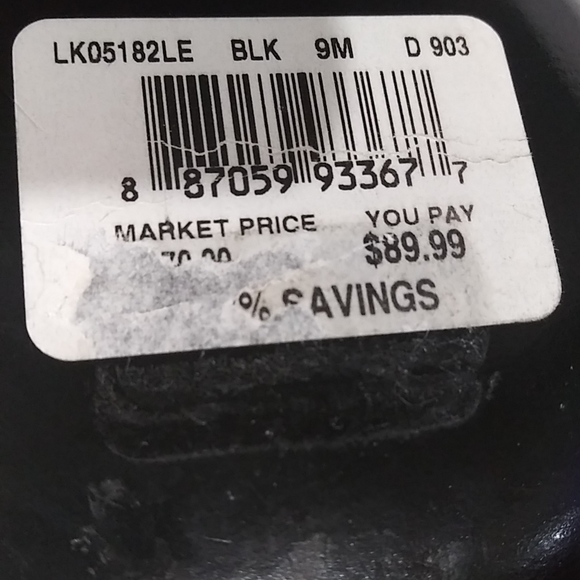 LK05182LE BLK 9M D 903
8 87059 93367 7
MARKET PRICE YOU PAY
$89.99
% SAVINGS